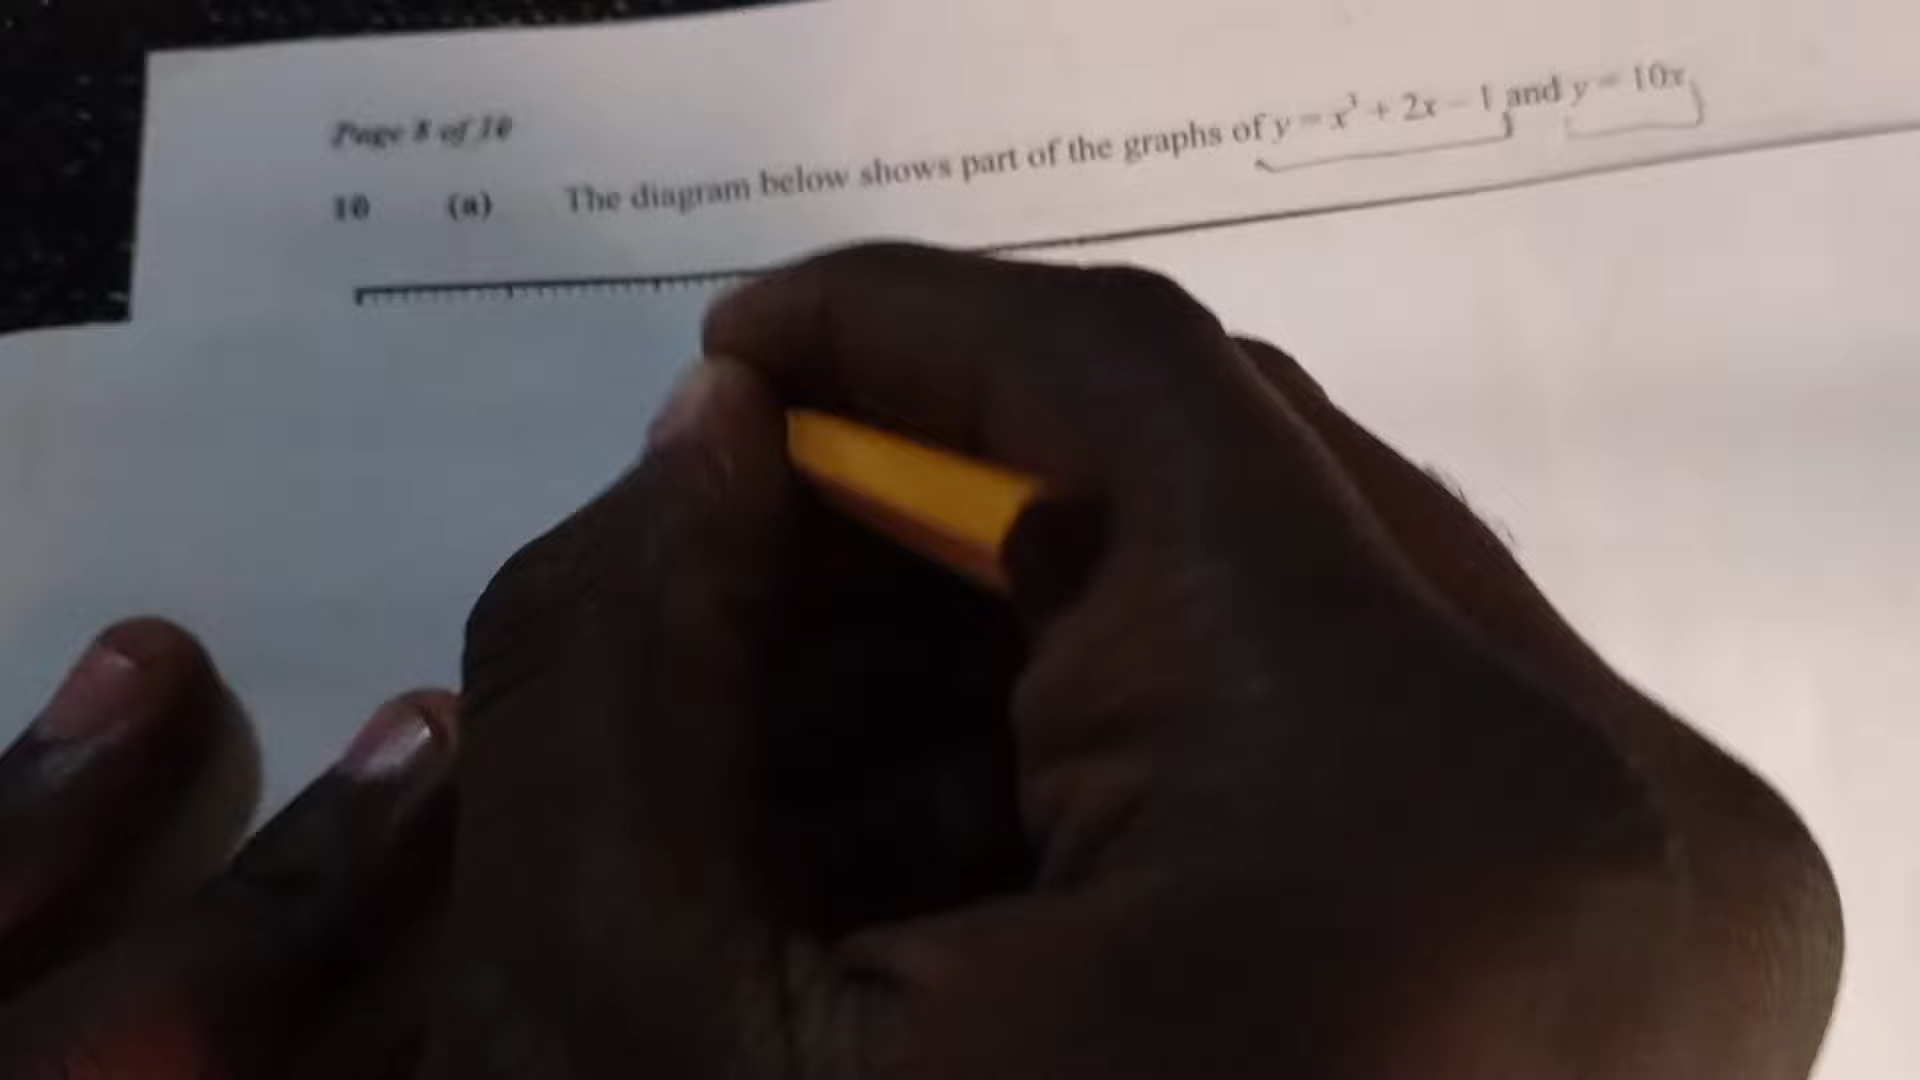 Page 8 of 10
10 (a) The diagram below shows part of the graphs of y = x³ + 2x − 1 and y = 10x